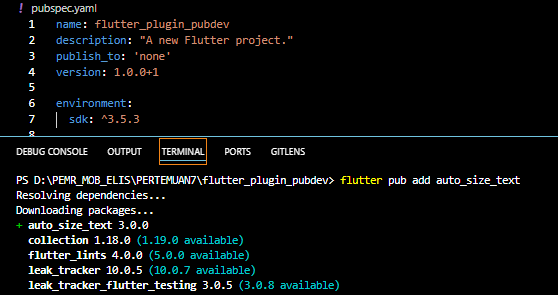 ! pubspec.yaml
1 name: flutter_plugin_pubdev
2 description: "A new Flutter project."
3 publish_to: 'none'
4 version: 1.0.0+1
5
6 environment:
7 sdk: ^3.5.3
8
DEBUG CONSOLE OUTPUT TERMINAL PORTS GITLENS
PS D:\PEMR_MOB_ELIS\PERTEMUAN7\flutter_plugin_pubdev> flutter pub add auto_size_text
Resolving dependencies...
Downloading packages...
+ auto_size_text 3.0.0
collection 1.18.0 (1.19.0 available)
flutter_lints 4.0.0 (5.0.0 available)
leak_tracker 10.0.5 (10.0.7 available)
leak_tracker_flutter_testing 3.0.5 (3.0.8 available)